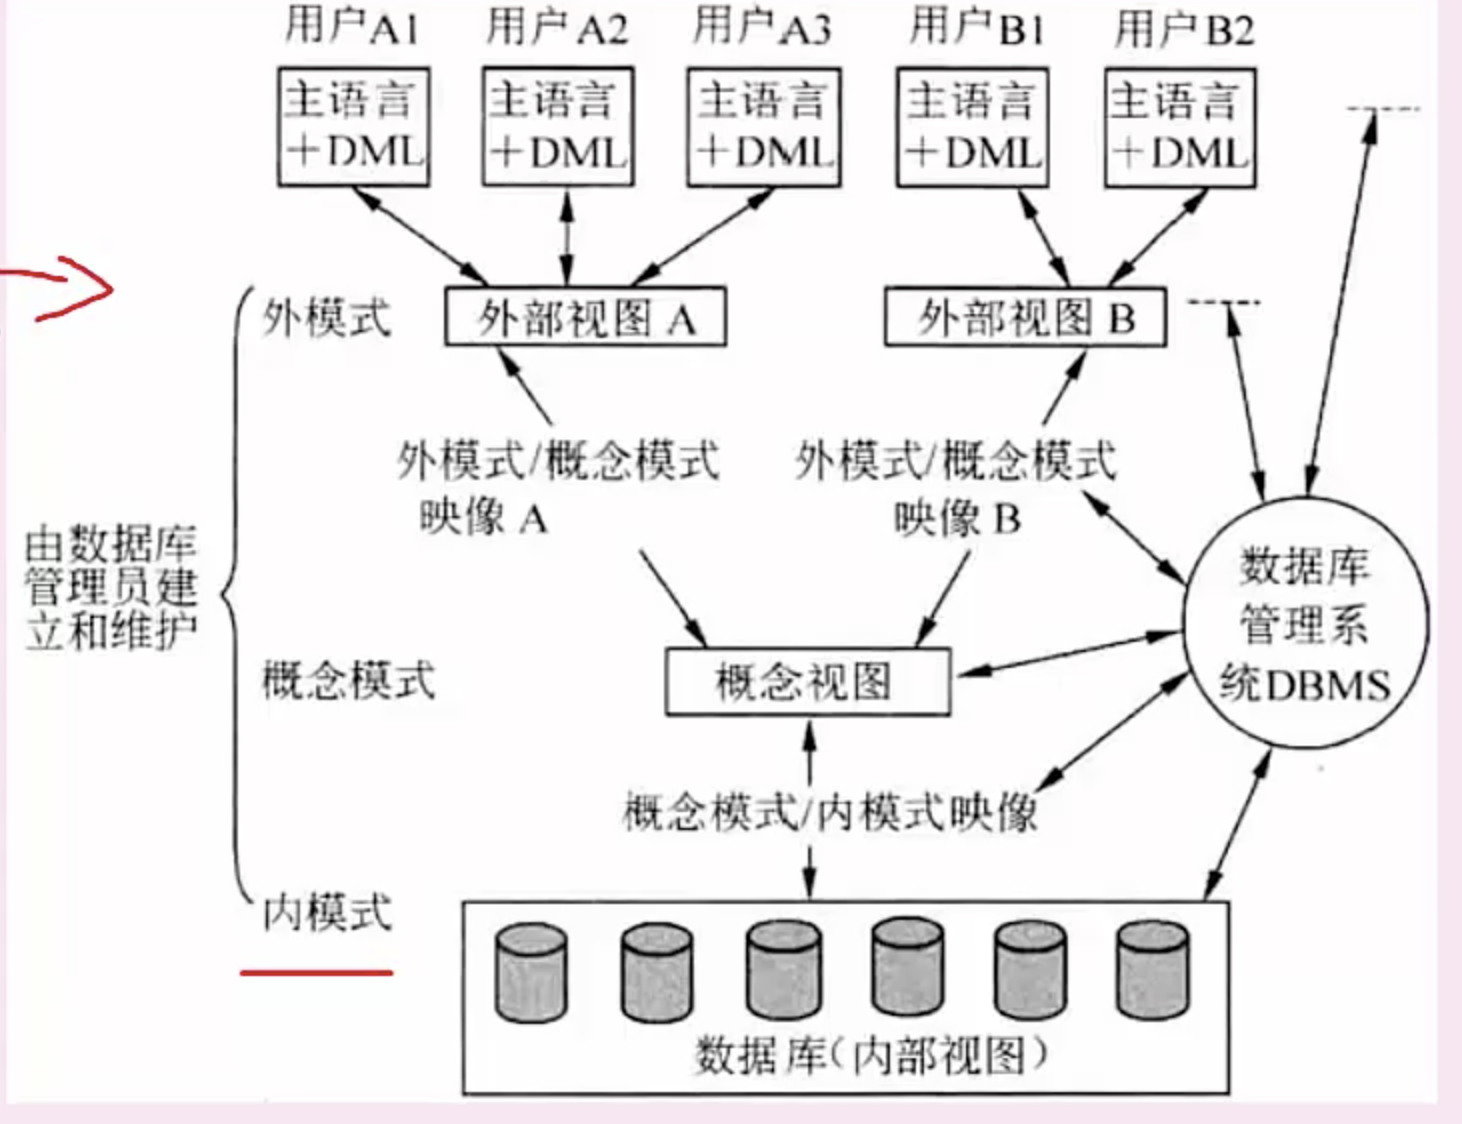 用户A1
用户A2
用户A3
用户B1
用户B2
主语言
+DML
主语言
+DML
主语言
+DML
主语言
+DML
主语言
+DML
外模式
外部视图 A
外部视图 B
外模式/概念模式
映像 A
外模式/概念模式
映像 B
由数据库
管理员建
立和维护
数据库
管理系
统DBMS
概念模式
概念视图
概念模式/内模式映像
内模式
数据库(内部视图)